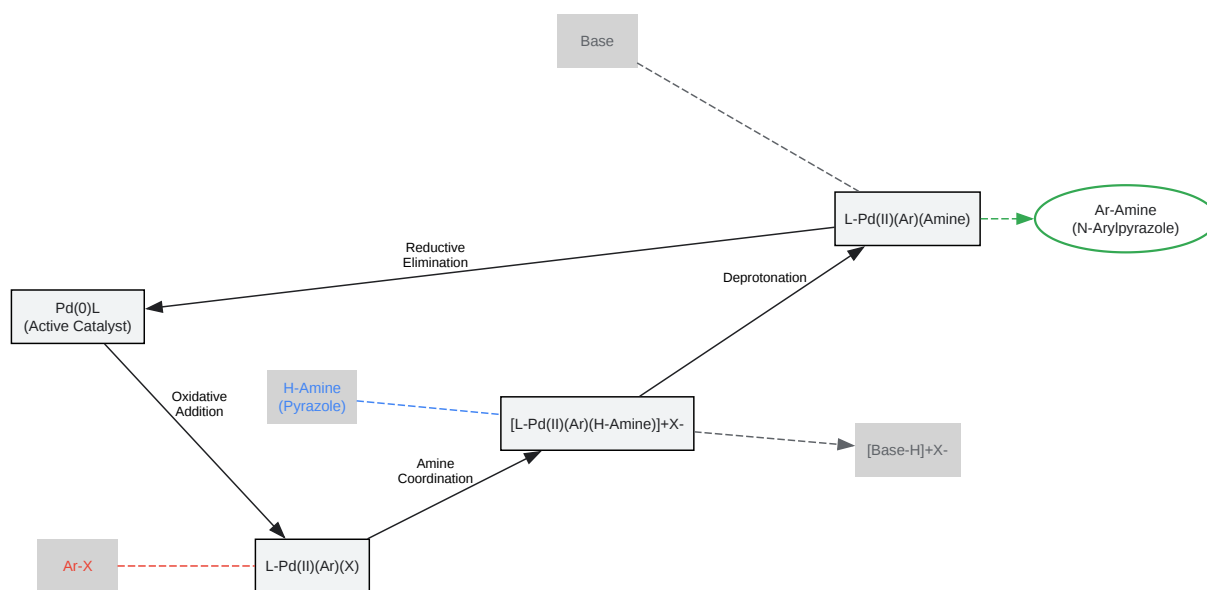 Base
L-Pd(II)(Ar)(Amine)
Ar-Amine
(N-Arylpyrazole)
Reductive
Elimination
Deprotonation
Pd(0)L
(Active Catalyst)
Oxidative
Addition
H-Amine
(Pyrazole)
[L-Pd(II)(Ar)(H-Amine)]+X-
[Base-H]+X-
Amine
Coordination
Ar-X
L-Pd(II)(Ar)(X)